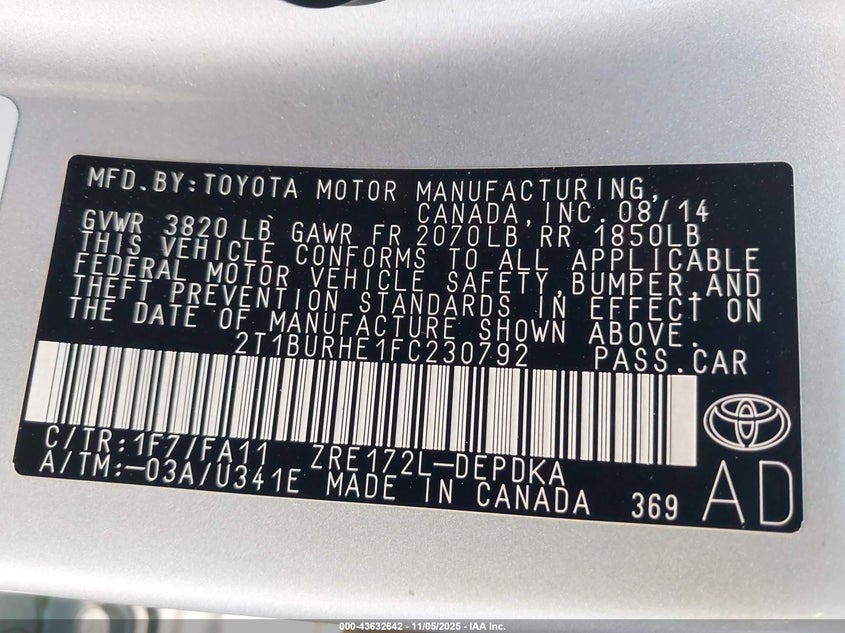 MFD.BY:TOYOTA MOTOR MANUFACTURING,
CANADA,INC.08/14
GVWR 3820 LB GAWR FR 2070LB RR 1850LB
THIS VEHICLE CONFORMS TO ALL APPLICABLE
FEDERAL MOTOR VEHICLE SAFETY,BUMPER,AND
THEFT PREVENTION STANDARDS IN EFFECT ON
THE DATE OF MANUFACTURE SHOWN ABOVE.
2T1BURHE1FC230792 PASS.CAR
C/TR:1F7/FA11 ZRE172L-DEPDKA
A/TM:-03A/U341E MADE IN CANADA 369 AD
000-43632642 - 11/05/2025 - IAA Inc.